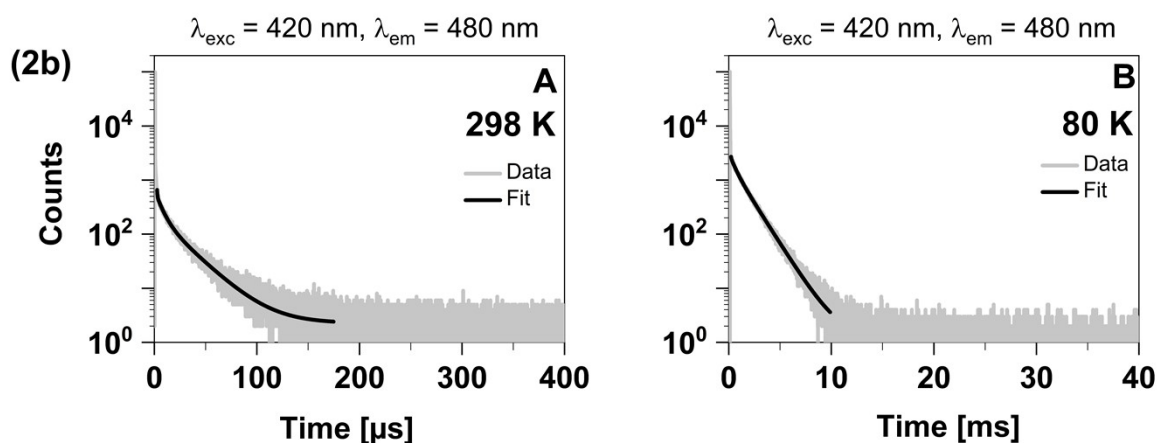 (2b)
λexc = 420 nm, λem = 480 nm
A
298 K
Data
Fit
Counts
10⁴
10²
10⁰
0
100
200
300
400
Time [µs]
λexc = 420 nm, λem = 480 nm
B
80 K
Data
Fit
10⁴
10²
10⁰
0
10
20
30
40
Time [ms]